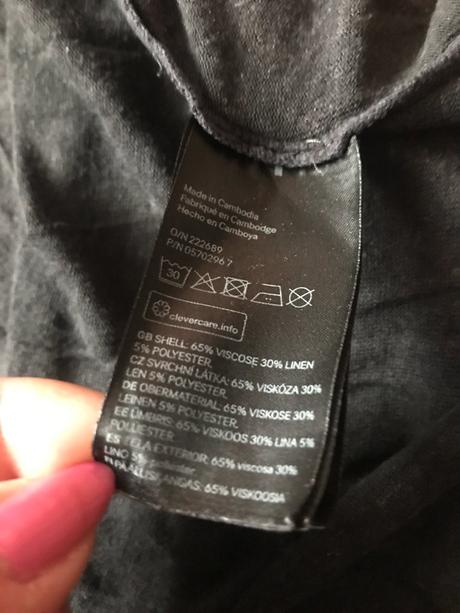 Made in Cambodia
Fabriqué en Cambodge
Hecho en Camboya
O/N 222689
P/N 05702967
30
clevercare.info
GB SHELL: 65% VISCOSE 30% LINEN
5% POLYESTER.
CZ SVRCHNÍ LÁTKA: 65% VISKÓZA 30%
LEN 5% POLYESTER.
DE OBERMATERIAL: 65% VISKOSE 30%
LEINEN 5% POLYESTER.
EE ÜMBRIS: 65% VISKOOS 30% LINA 5%
POLÜESTER.
ES TELA EXTERIOR: 65% viscosa 30%
LINO 5%
FI PÄÄLLISKANGAS: 65% VISKOOSIA